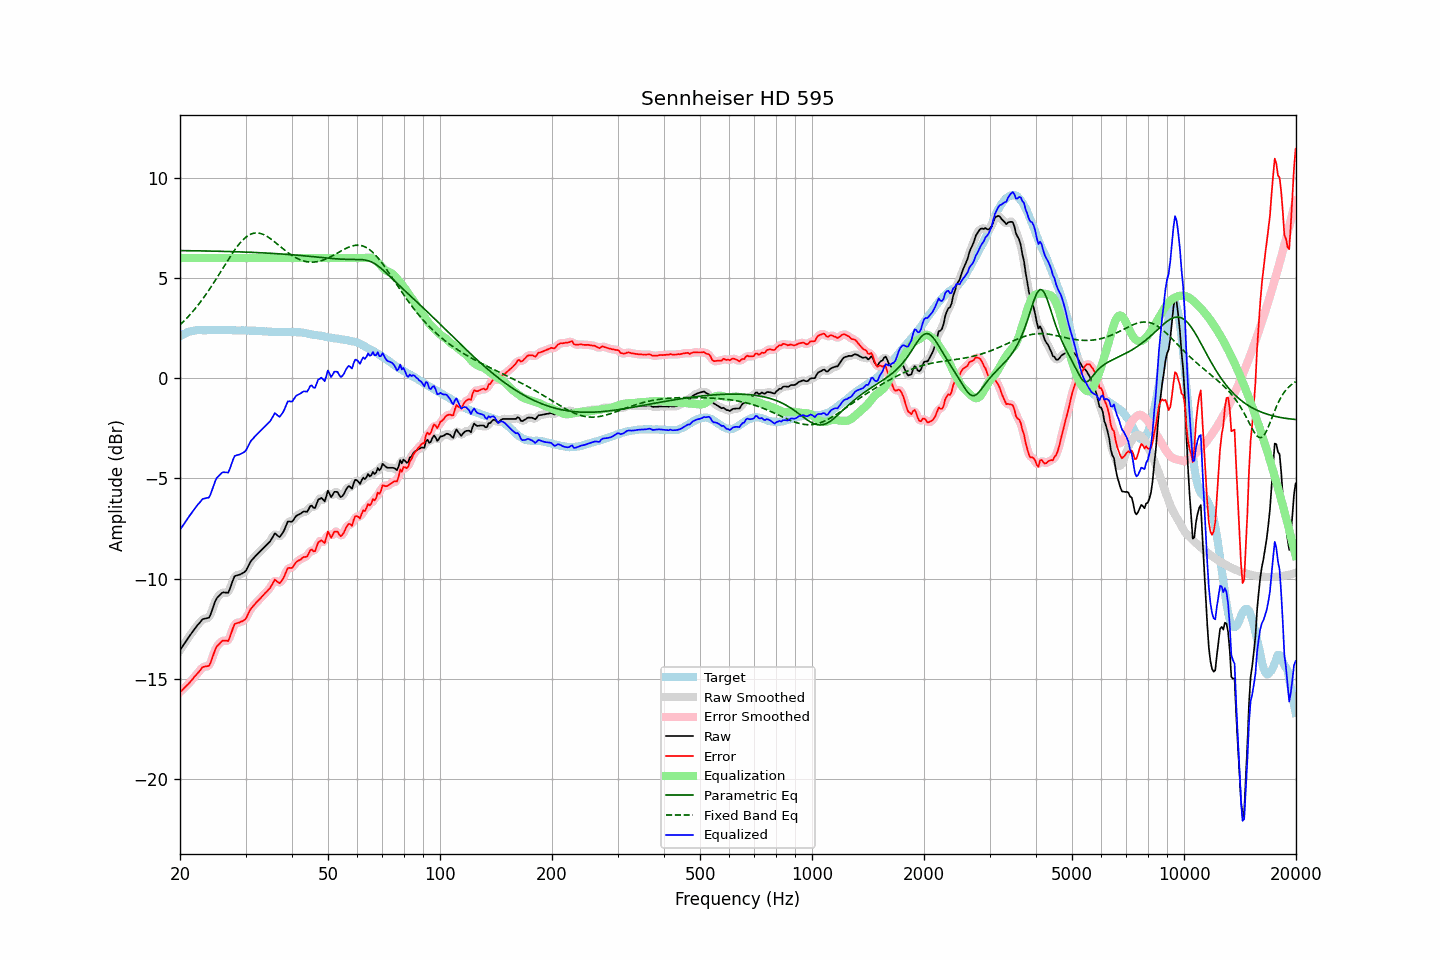 Sennheiser HD 595
Amplitude (dBr)
10
5
0
−5
−10
−15
−20
Target
Raw Smoothed
Error Smoothed
Raw
Error
Equalization
Parametric Eq
Fixed Band Eq
Equalized
20 50 100 200 500 1000 2000 5000 10000 20000
Frequency (Hz)